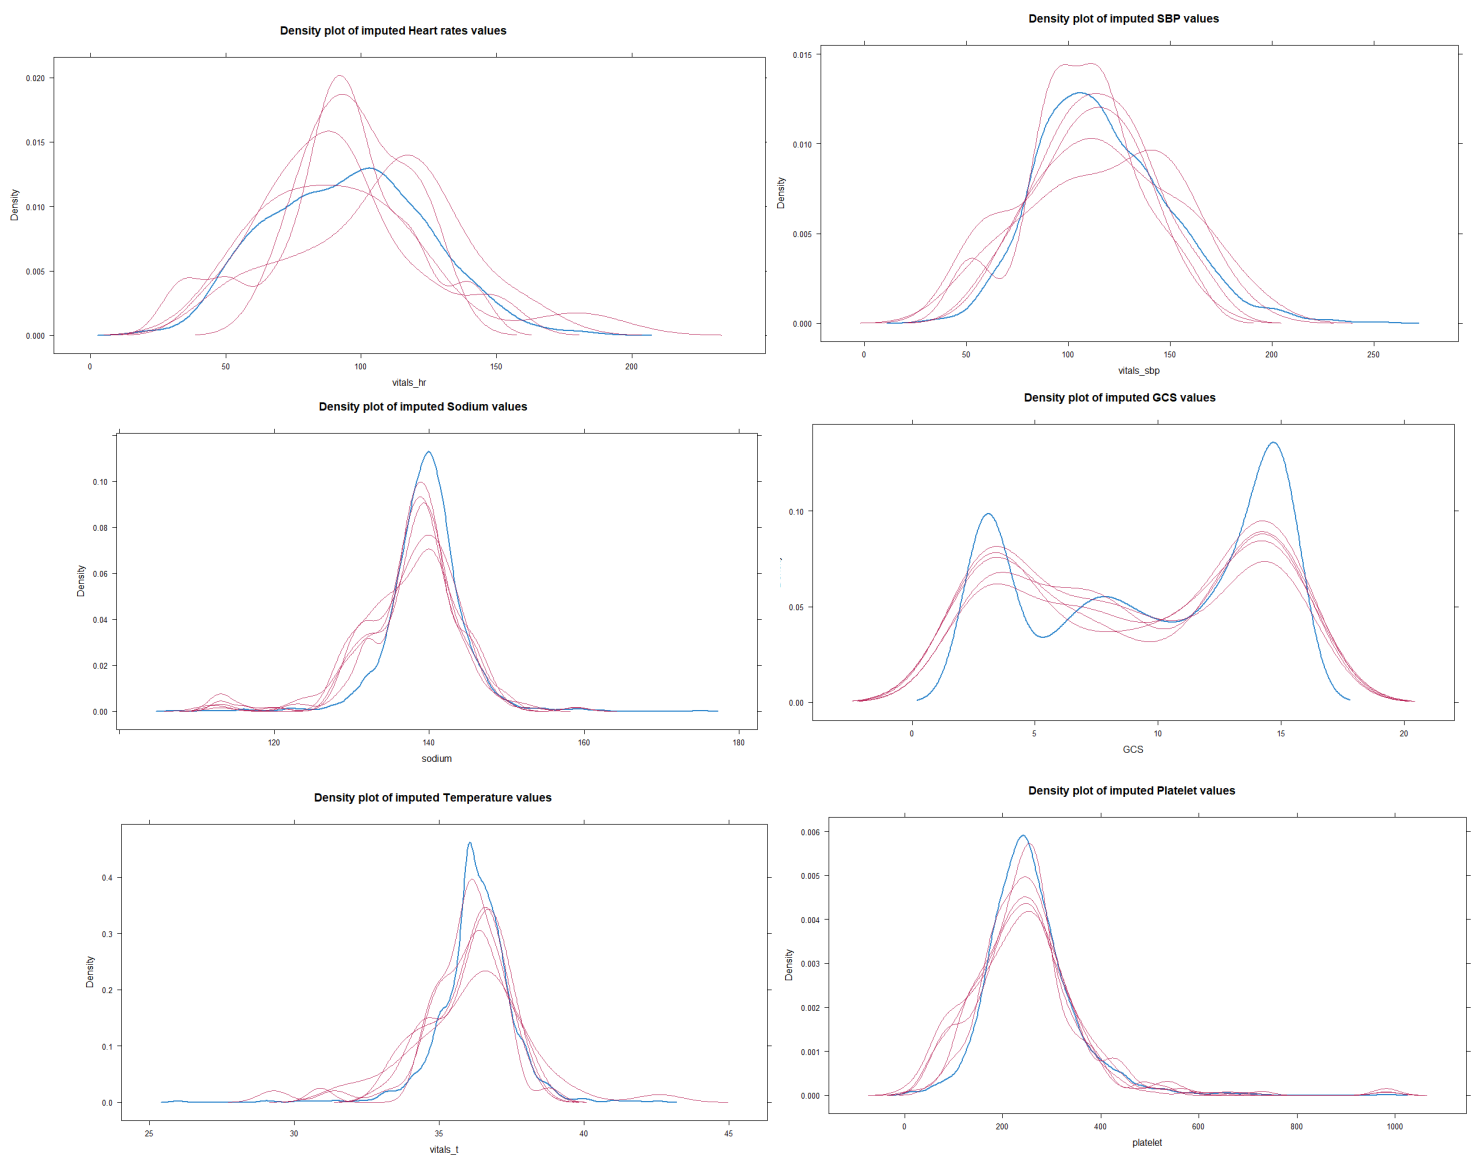 Density plot of imputed Heart rates values
0.020
0.015
0.010
0.005
0.000
Density
0 50 100 150 200
vitals_hr
Density plot of imputed SBP values
0.015
0.010
0.005
0.000
Density
0 50 100 150 200 250
vitals_sbp
Density plot of imputed Sodium values
0.10
0.08
0.06
0.04
0.02
0.00
Density
120 140 160 180
sodium
Density plot of imputed GCS values
0.10
0.05
0.00
0 5 10 15 20
GCS
Density plot of imputed Temperature values
0.4
0.3
0.2
0.1
0.0
Density
25 30 35 40 45
vitals_t
Density plot of imputed Platelet values
0.006
0.005
0.004
0.003
0.002
0.001
0.000
Density
0 200 400 600 800 1000
platelet